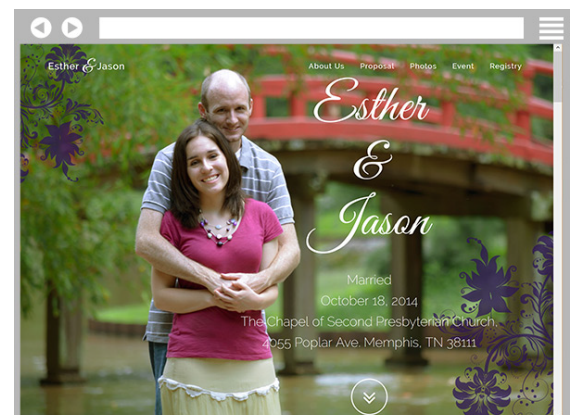 Esther & Jason
About Us Proposal Photos Event Registry
Esther
&
Jason
Married
October 18, 2014
The Chapel of Second Presbyterian Church,
4055 Poplar Ave. Memphis, TN 38111